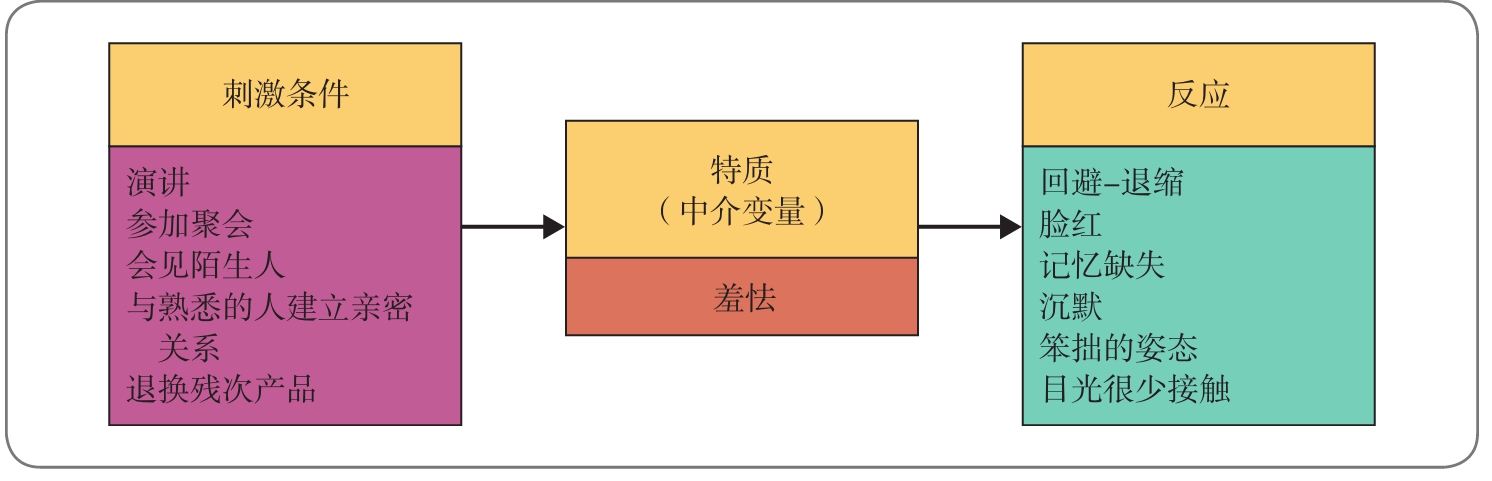 刺激条件
演讲
参加聚会
会见陌生人
与熟悉的人建立亲密
关系
退换残次产品
特质
（中介变量）
羞怯
反应
回避–退缩
脸红
记忆缺失
沉默
笨拙的姿态
目光很少接触